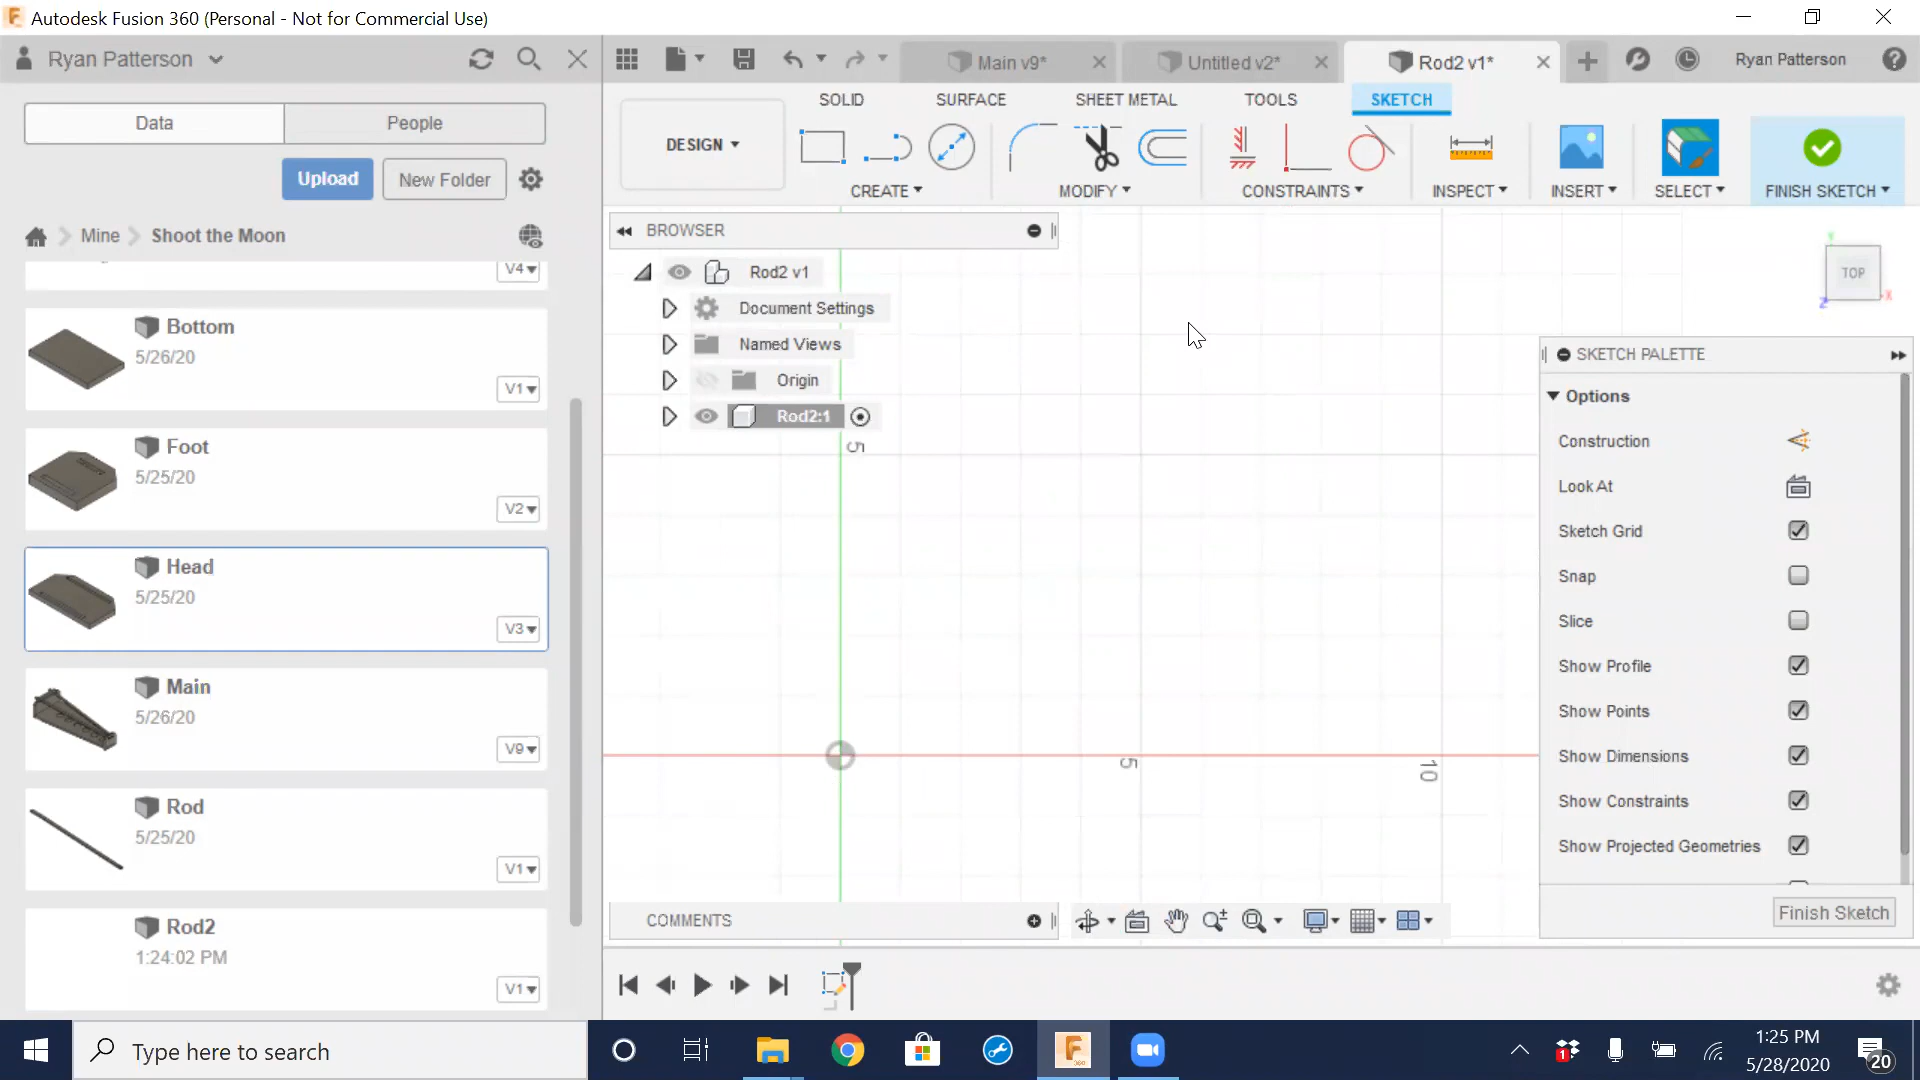 Autodesk Fusion 360 (Personal - Not for Commercial Use)
Ryan Patterson
Main v9*
Untitled v2*
Rod2 v1*
Ryan Patterson
Data
People
SOLID
SURFACE
SHEET METAL
TOOLS
SKETCH
Upload
New Folder
DESIGN
CREATE
MODIFY
CONSTRAINTS
INSPECT
INSERT
SELECT
FINISH SKETCH
Mine
Shoot the Moon
V4
Bottom
5/26/20
V1
Foot
5/25/20
V2
Head
5/25/20
V3
Main
5/26/20
V9
Rod
5/25/20
V1
Rod2
1:24:02 PM
V1
BROWSER
Rod2 v1
Document Settings
Named Views
Origin
Rod2:1
5
5
10
TOP
Y
X
Z
SKETCH PALETTE
Options
Construction
Look At
Sketch Grid
Snap
Slice
Show Profile
Show Points
Show Dimensions
Show Constraints
Show Projected Geometries
Finish Sketch
COMMENTS
Type here to search
F
360
1
1:25 PM
5/28/2020
20